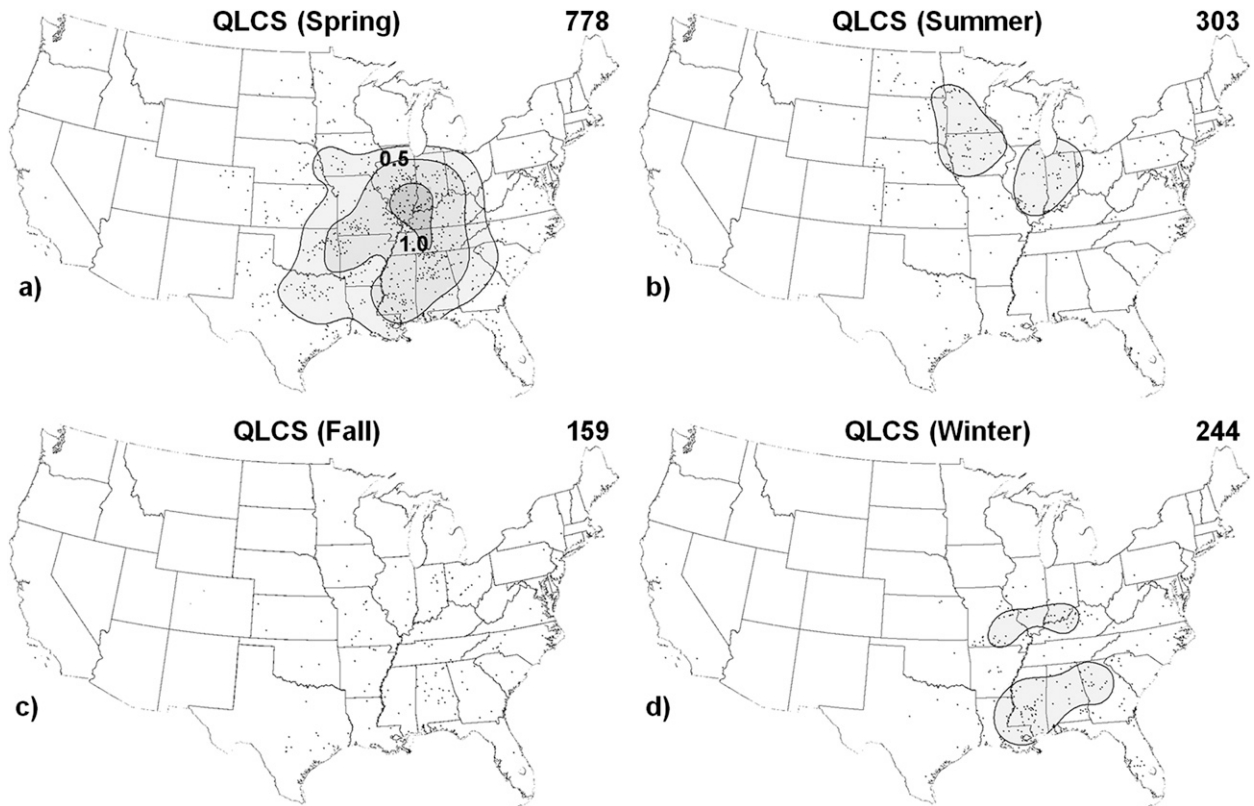 QLCS (Spring) 778
QLCS (Summer) 303
0.5
1.0
a)
b)
QLCS (Fall) 159
QLCS (Winter) 244
c)
d)